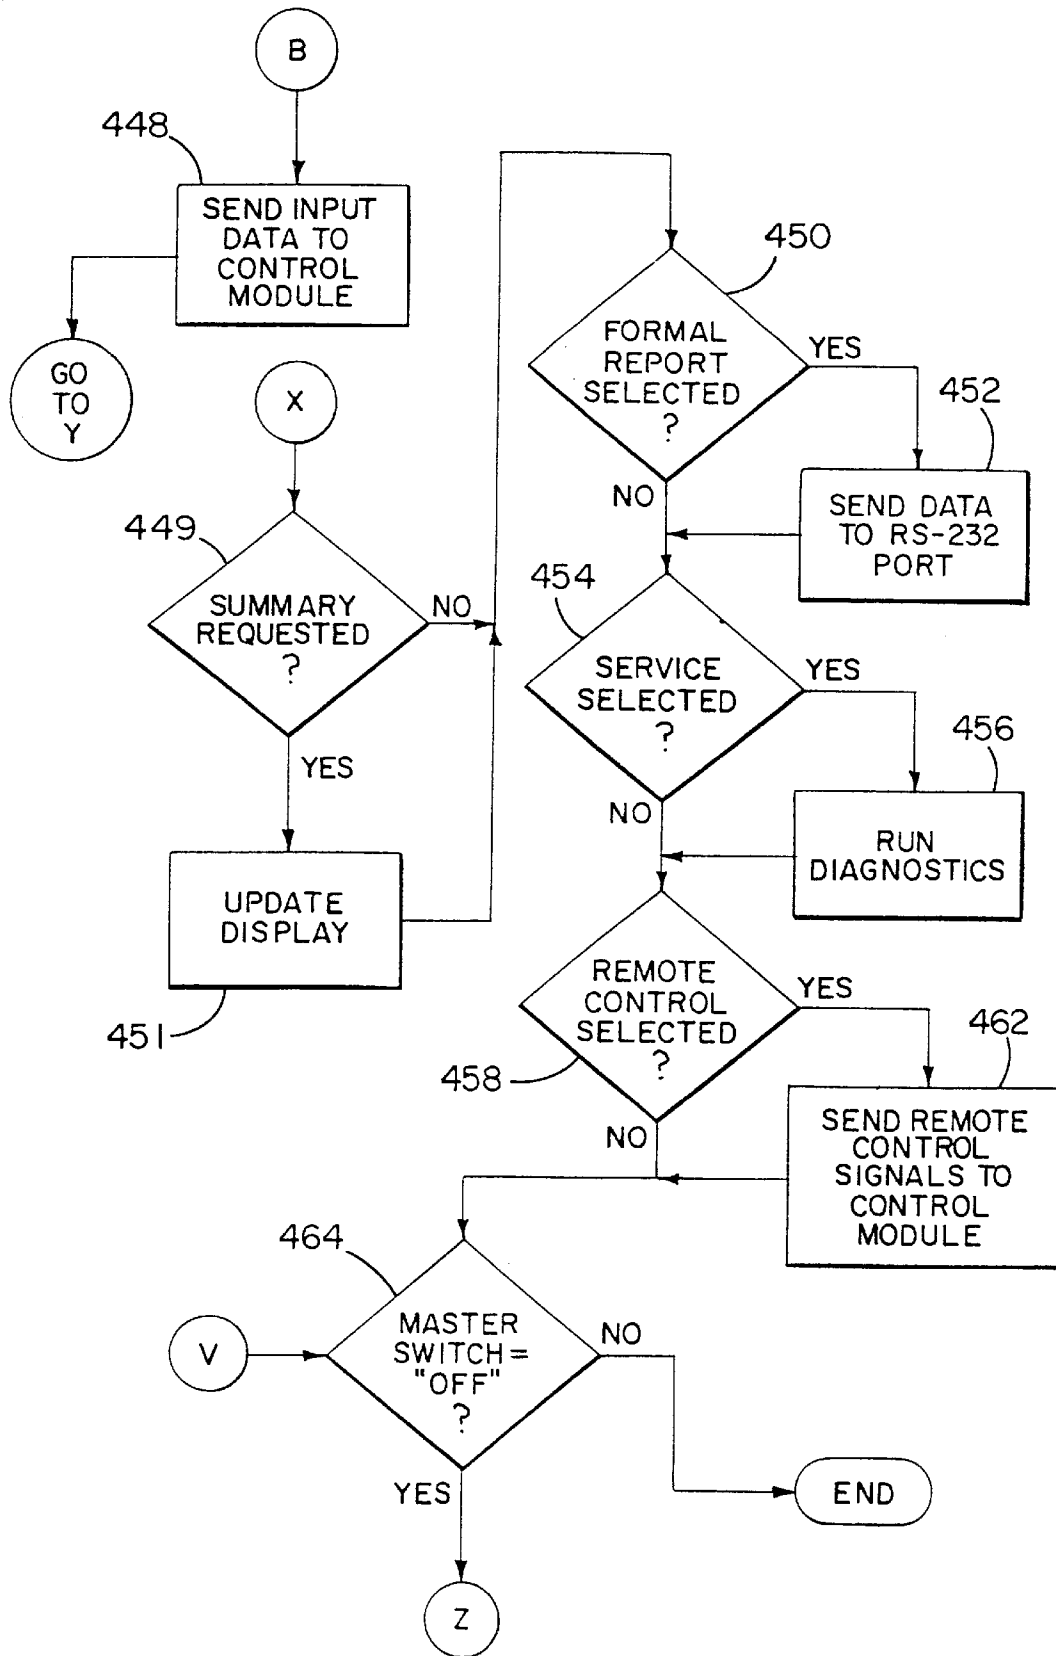 B
448
SEND INPUT
DATA TO
CONTROL
MODULE
GO
TO
Y
X
449
SUMMARY
REQUESTED
?
NO
YES
UPDATE
DISPLAY
451
450
FORMAL
REPORT
SELECTED
?
YES
NO
452
SEND DATA
TO RS-232
PORT
454
SERVICE
SELECTED
?
YES
NO
456
RUN
DIAGNOSTICS
REMOTE
CONTROL
SELECTED
?
458
YES
NO
462
SEND REMOTE
CONTROL
SIGNALS TO
CONTROL
MODULE
464
V
MASTER
SWITCH =
"OFF"
?
NO
YES
END
Z